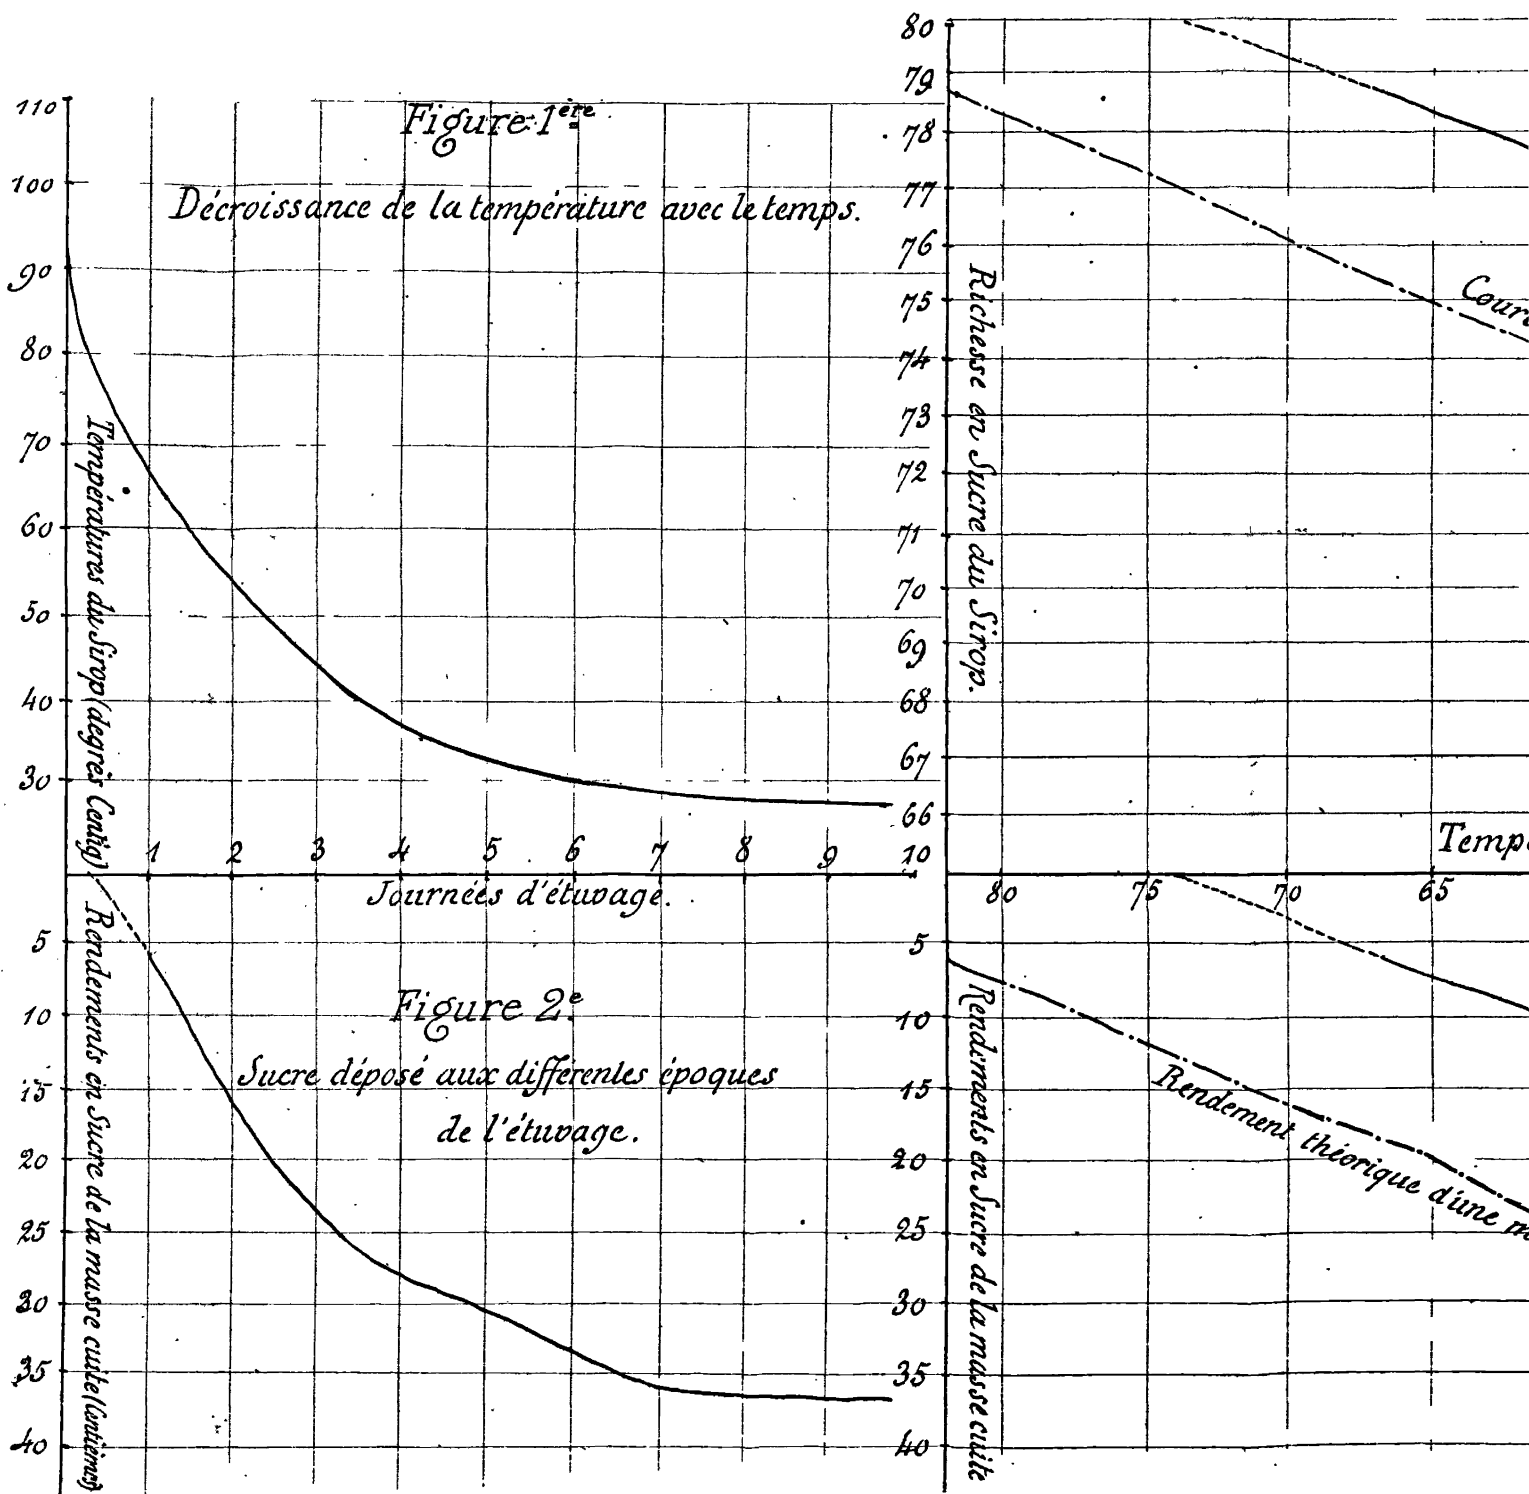 Figure 1ère
Décroissance de la température avec le temps.
110
100
90
80
70
60
50
40
30
Températures du Sirop (degrés Centig)
1 2 3 4 5 6 7 8 9 10
Journées d'étuvage.
Figure 2e
Sucre déposé aux différentes époques
de l'étuvage.
5
10
15
20
25
30
35
40
Rendements en Sucre de la masse cuite (Centièmes)
80
79
78
77
76
75
74
73
72
71
70
69
68
67
66
Richesse en Sucre du Sirop.
Courb
Temp
80 75 70 65
5
10
15
20
25
30
35
40
Rendements en Sucre de la masse cuite
Rendement théorique d'une m